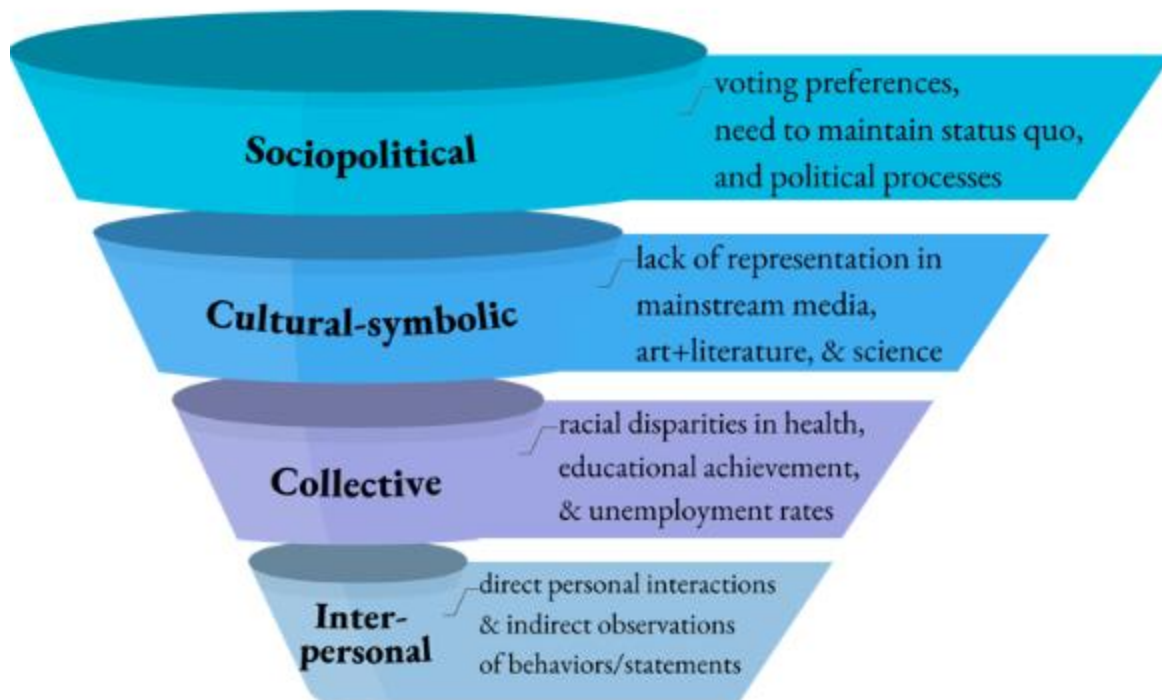 Sociopolitical
voting preferences,
need to maintain status quo,
and political processes
Cultural-symbolic
lack of representation in
mainstream media,
art+literature, & science
Collective
racial disparities in health,
educational achievement,
& unemployment rates
Inter-
personal
direct personal interactions
& indirect observations
of behaviors/statements